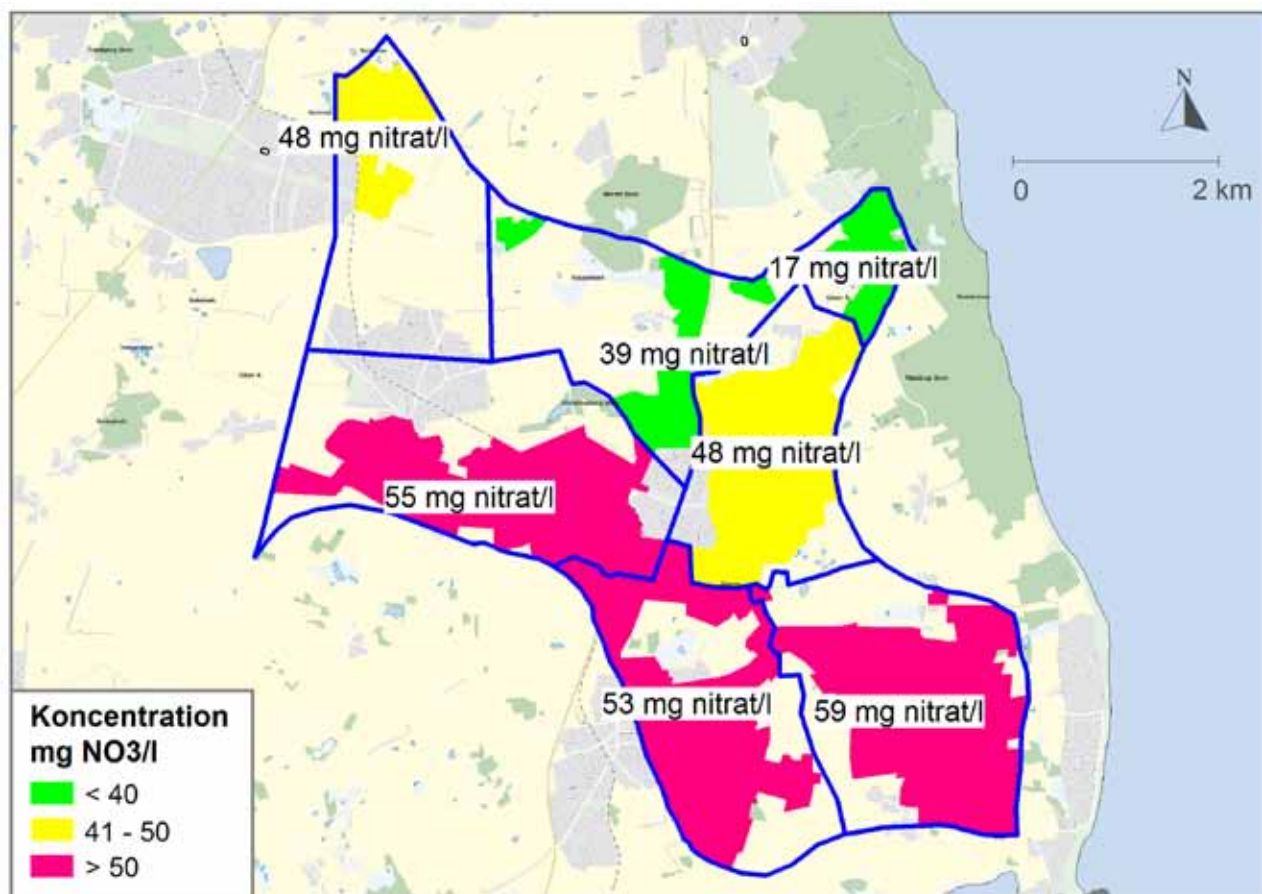 N
0 2 km
48 mg nitrat/l
17 mg nitrat/l
39 mg nitrat/l
48 mg nitrat/l
55 mg nitrat/l
53 mg nitrat/l
59 mg nitrat/l
Koncentration
mg NO3/l
< 40
41 - 50
> 50